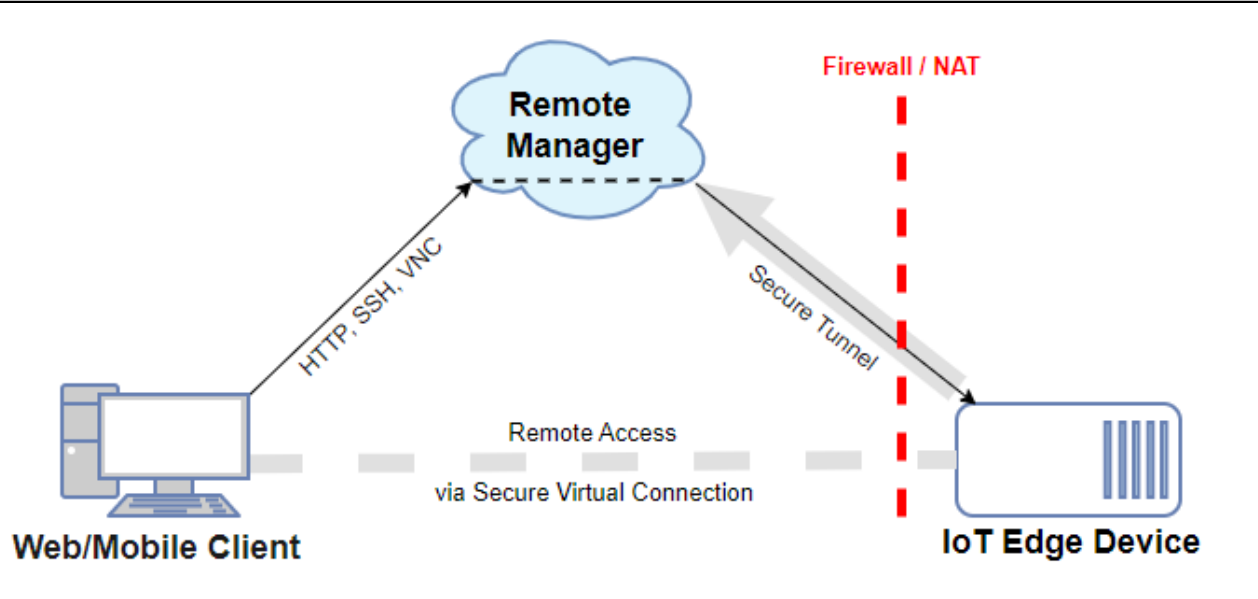 Remote
Manager
Firewall / NAT
HTTP, SSH, VNC
Secure Tunnel
Remote Access
via Secure Virtual Connection
Web/Mobile Client
IoT Edge Device